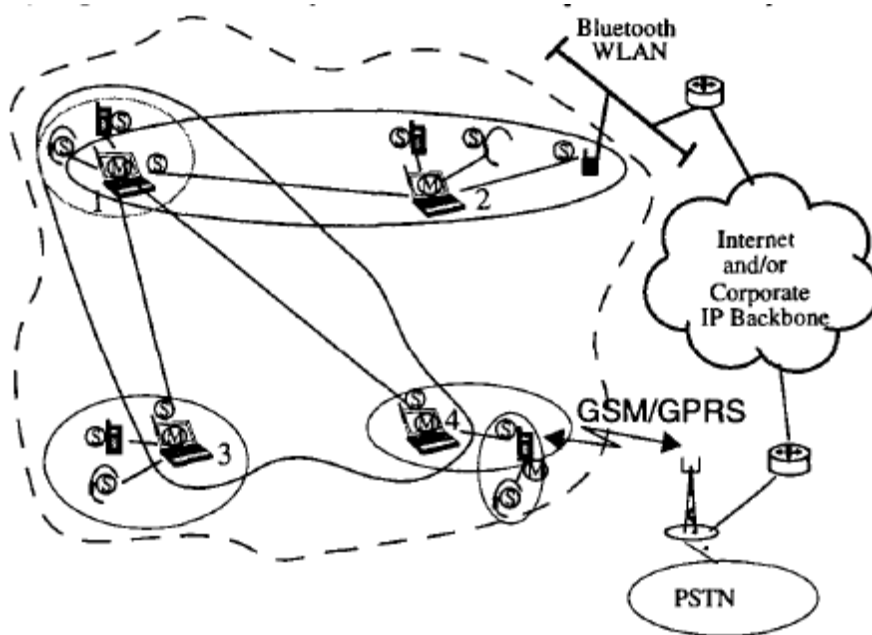 Bluetooth
WLAN
S
S
S
S
S
M
M
1
2
Internet
and/or
Corporate
IP Backbone
S
S
M
4
GSM/GPRS
S
S
M
3
S
M
S
PSTN